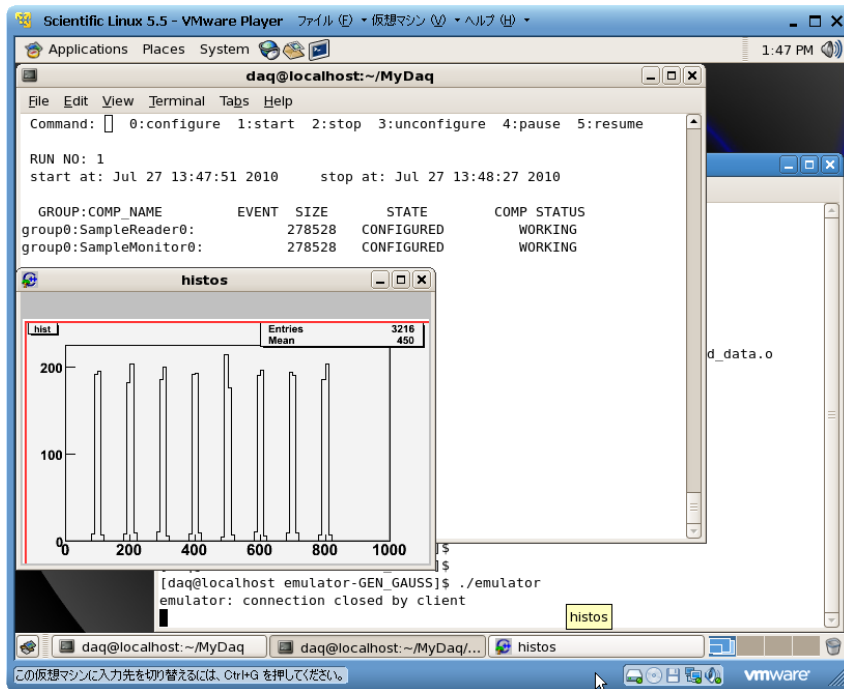 Scientific Linux 5.5 - VMware Player ファイル (F) 仮想マシン (V) ヘルプ (H)
Applications Places System 1:47 PM
daq@localhost:~/MyDaq
File Edit View Terminal Tabs Help
Command: 0:configure 1:start 2:stop 3:unconfigure 4:pause 5:resume
RUN NO: 1
start at: Jul 27 13:47:51 2010 stop at: Jul 27 13:48:27 2010
GROUP:COMP_NAME EVENT SIZE STATE COMP STATUS
group0:SampleReader0: 278528 CONFIGURED WORKING
group0:SampleMonitor0: 278528 CONFIGURED WORKING
histos
hist
Entries 3216
Mean 450
200
100
0
0 200 400 600 800 1000
d_data.o
]$
]$
[daq@localhost emulator-GEN_GAUSS]$ ./emulator
emulator: connection closed by client
histos
daq@localhost:~/MyDaq daq@localhost:~/MyDaq/... histos
この仮想マシンに入力先を切り替えるには、Ctrl+G を押してください。 vmware